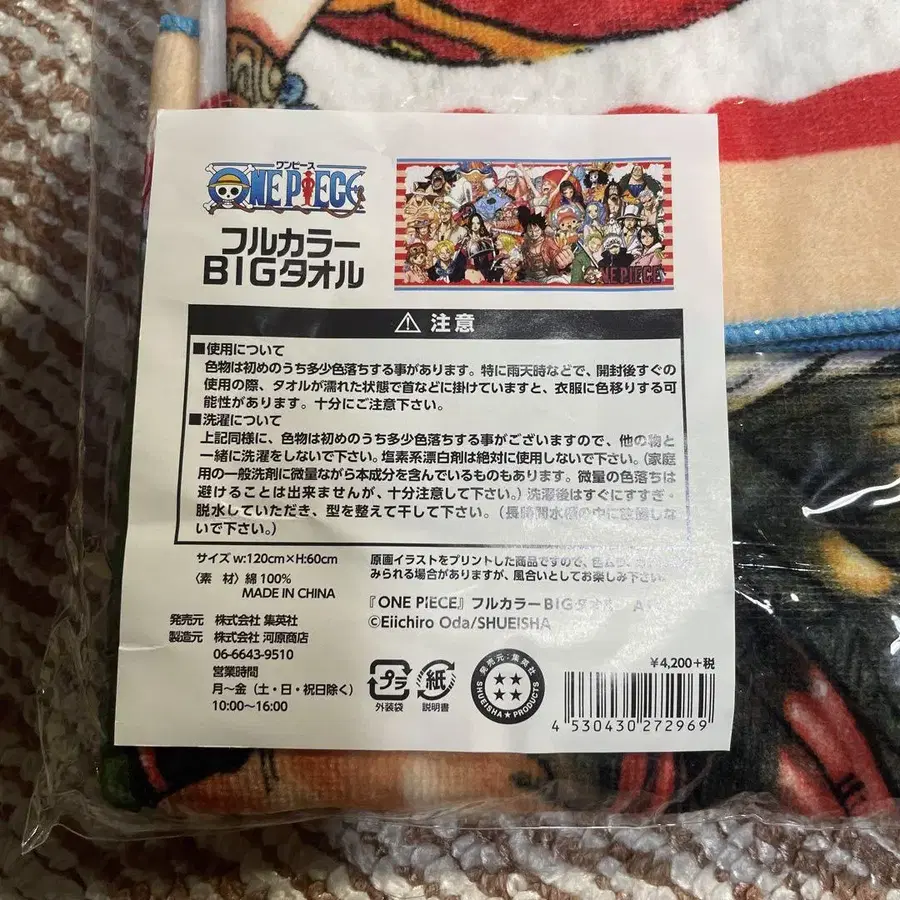 ワンピース
ONE PIECE
フルカラー
BIGタオル
ONE PIECE
⚠ 注意
■使用について
色物は初めのうち多少色落ちする事があります。特に雨天時などで、開封後すぐの
使用の際、タオルが濡れた状態で首などに掛けていますと、衣服に色移りする可
能性があります。十分にご注意下さい。
■洗濯について
上記同様に、色物は初めのうち多少色落ちする事がございますので、他の物と
一緒に洗濯をしないで下さい。塩素系漂白剤は絶対に使用しないで下さい。（家庭
用の一般洗剤に微量ながら本成分を含んでいるものもあります。微量の色落ちは
避けることは出来ませんが、十分注意して下さい。）洗濯後はすぐにすすぎ・
脱水していただき、型を整えて干して下さい。（長時間水槽の中に放置しな
いで下さい。）
サイズ w:120cm×H:60cm
〈素 材〉綿 100%
MADE IN CHINA
原画イラストをプリントした商品ですので、色ム
みられる場合がありますが、風合いとしてお楽しみ下さい。
『ONE PIECE』フルカラーBIGタオル
©Eiichiro Oda/SHUEISHA
発売元 株式会社 集英社
製造元 株式会社 河原商店
06-6643-9510
営業時間
月〜金（土・日・祝日除く）
10:00〜16:00
プラ
外装袋
紙
説明書
発売元：集英社
SHUEISHA★PRODUCTS
¥4,200+税
4 530430 272969